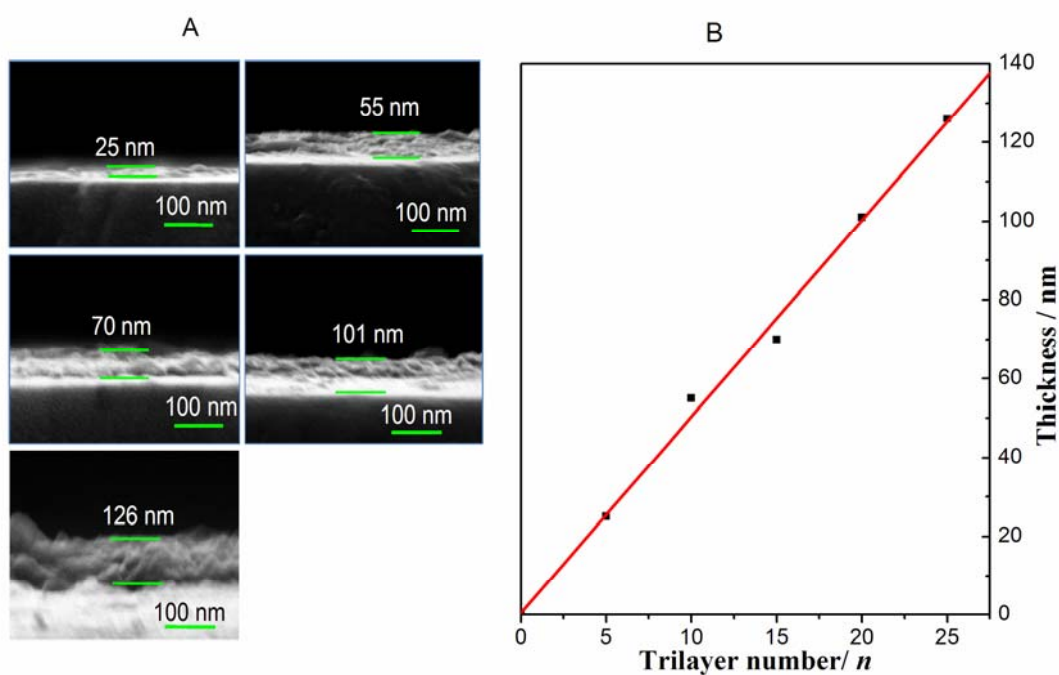 A
25 nm
100 nm
55 nm
100 nm
70 nm
100 nm
101 nm
100 nm
126 nm
100 nm
B
140
120
100
80
60
40
20
0
Thickness / nm
0 5 10 15 20 25
Trilayer number/ n